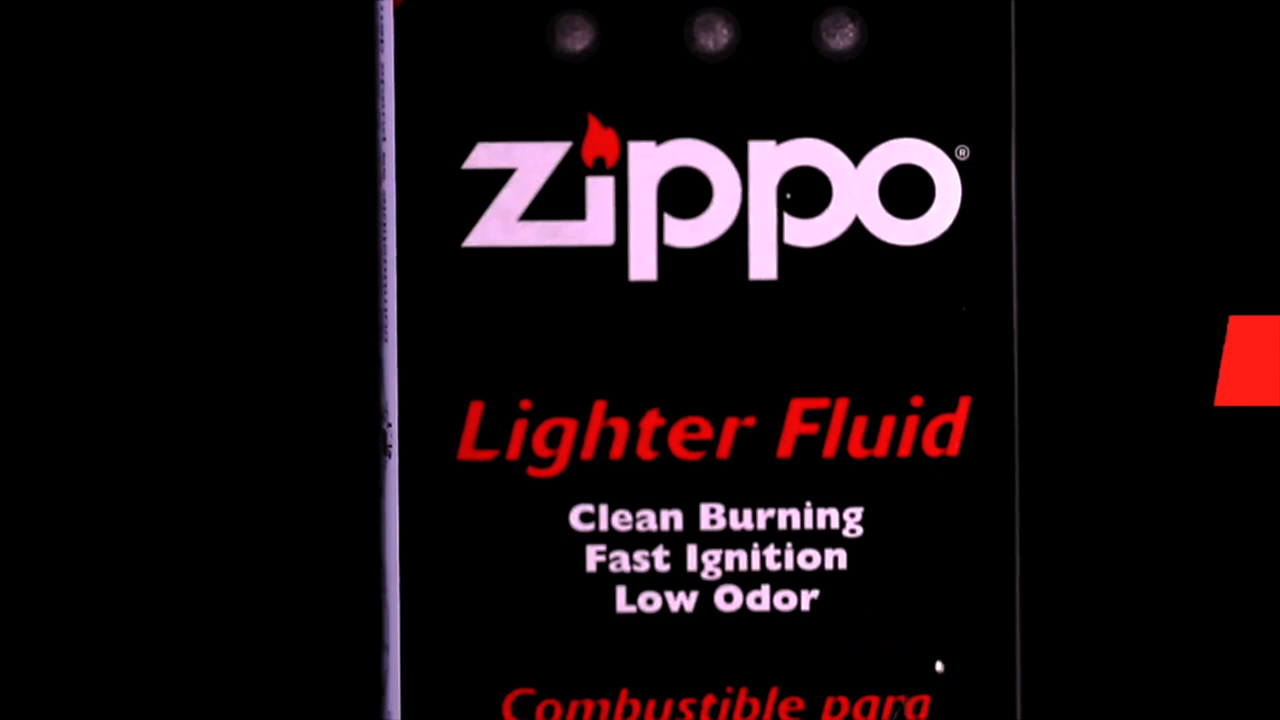 Zippo®
Lighter Fluid
Clean Burning
Fast Ignition
Low Odor
Combustible para